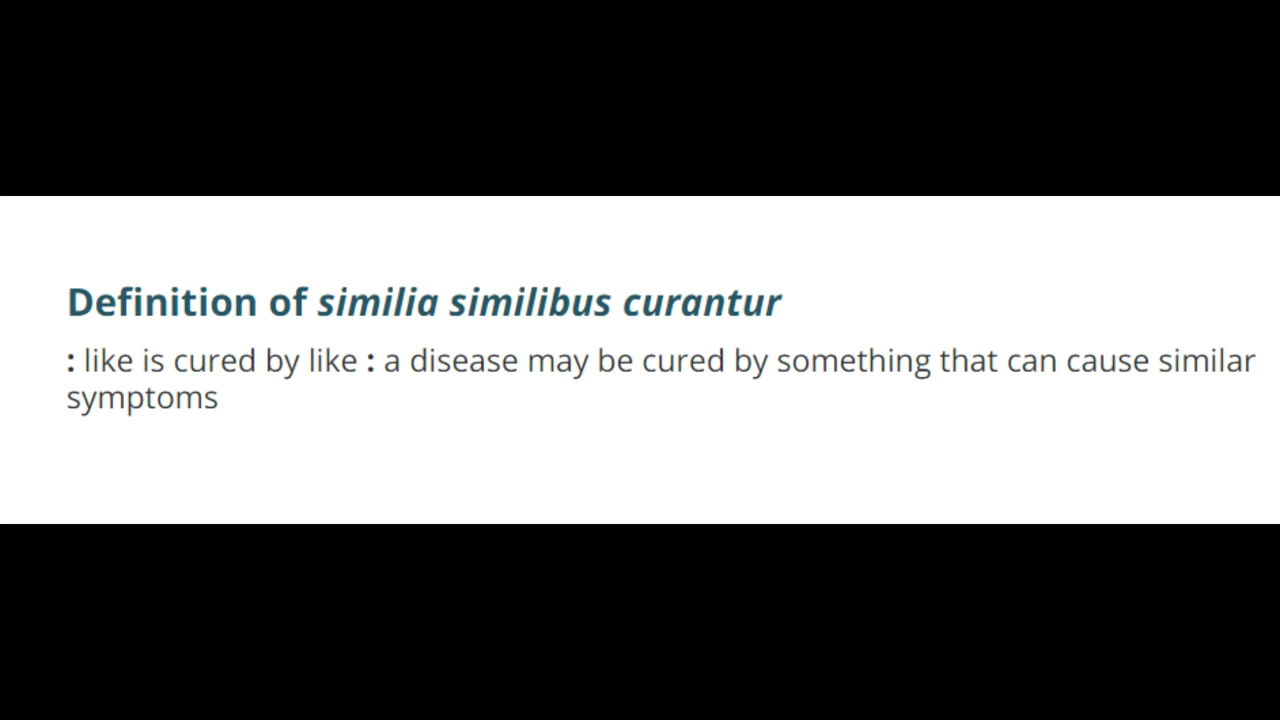 Definition of similia similibus curantur
: like is cured by like : a disease may be cured by something that can cause similar
symptoms